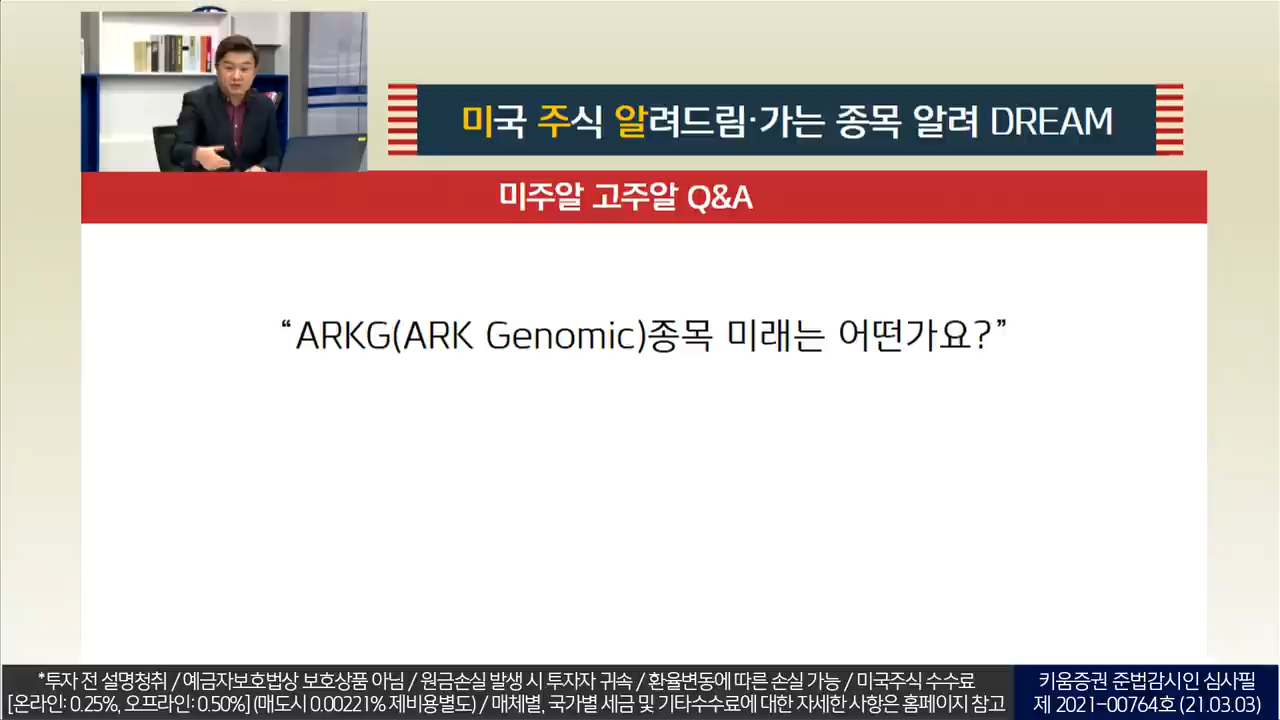 미국 주식 알려드림·가는 종목 알려 DREAM
미주알 고주알 Q&A
“ARKG(ARK Genomic)종목 미래는 어떤가요?”
*투자 전 설명청취 / 예금자보호법상 보호상품 아님 / 원금손실 발생 시 투자자 귀속 / 환율변동에 따른 손실 가능 / 미국주식 수수료
[온라인: 0.25%, 오프라인: 0.50%] (매도시 0.00221% 제비용별도) / 매체별, 국가별 세금 및 기타수수료에 대한 자세한 사항은 홈페이지 참고
키움증권 준법감시인 심사필
제 2021-00764호 (21.03.03)